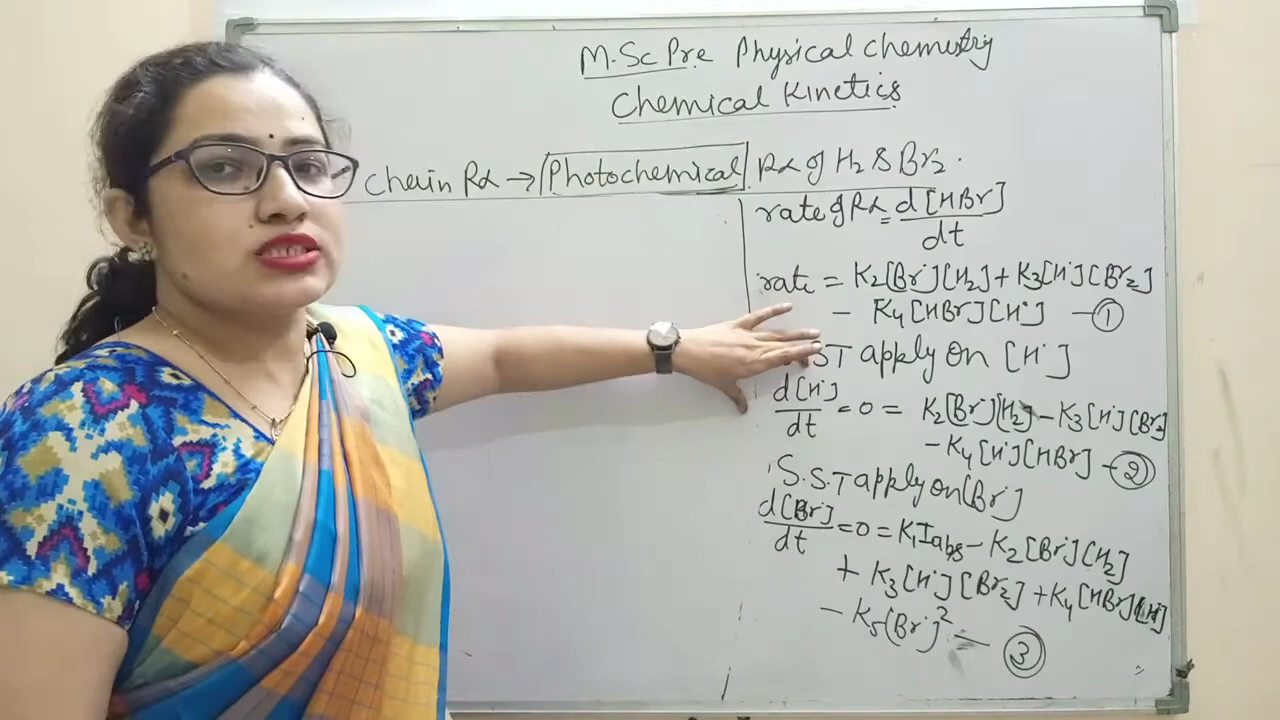 M.Sc Pre Physical Chemistry
Chemical Kinetics
chain Rx → Photochemical Rx of H2 & Br2.
rate of Rx = d[HBr]/dt
rate = K2[Br˙][H2] + K3[H˙][Br2]
- K4[HBr][H˙] - ①
ST apply on [H˙]
d[H˙]/dt = 0 = K2[Br˙][H2] - K3[H˙][Br2]
- K4[H˙][HBr] - ②
S.S.T apply on [Br˙]
d[Br˙]/dt = 0 = K1Iabs - K2[Br˙][H2]
+ K3[H˙][Br2] + K4[HBr][H˙]
- K5[Br˙]² - ③